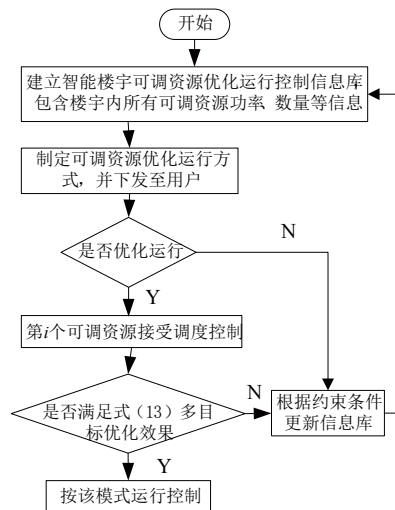 开始
建立智能楼宇可调资源优化运行控制信息库
包含楼宇内所有可调资源功率 数量等信息
制定可调资源优化运行方
式，并下发至用户
是否优化运行
N
Y
第i个可调资源接受调度控制
是否满足式（13）多目
标优化效果
N
根据约束条件
更新信息库
Y
按该模式运行控制